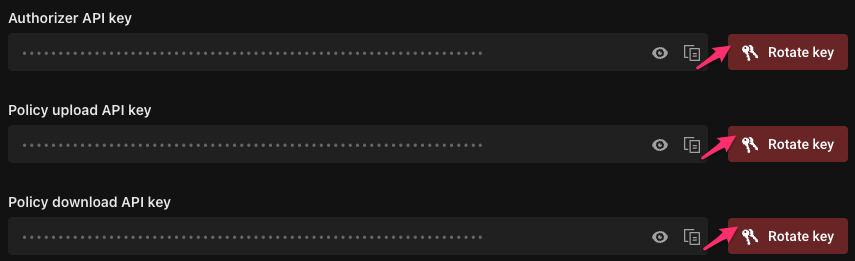 Authorizer API key
Rotate key
Policy upload API key
Rotate key
Policy download API key
Rotate key